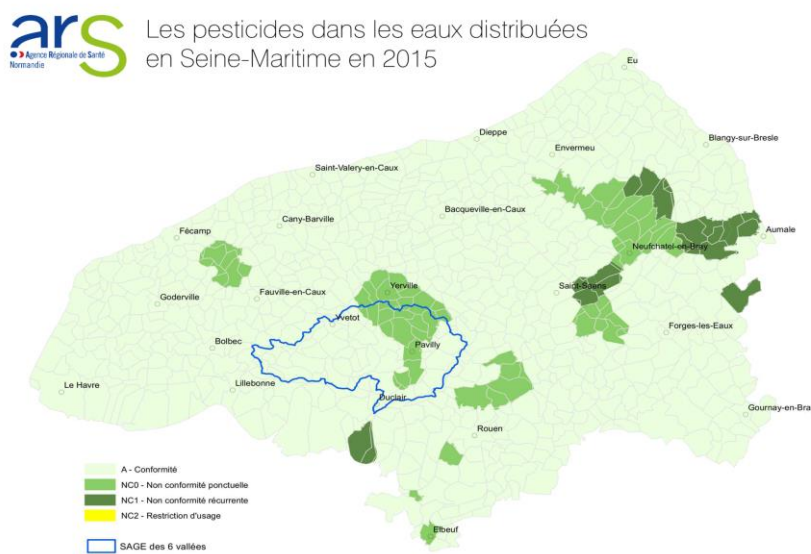 ars
Agence Régionale de Santé
Normandie
Les pesticides dans les eaux distribuées
en Seine-Maritime en 2015
Eu
Dieppe
Blangy-sur-Bresle
Envermeu
Saint-Valery-en-Caux
Bacqueville-en-Caux
Cany-Barville
Fécamp
Aumale
Neufchatel-en-Bray
Yerville
Saint-Saens
Goderville
Fauville-en-Caux
Yvetot
Forges-les-Eaux
Bolbec
Pavilly
Le Havre
Lillebonne
Duclair
Gournay-en-Bra
Rouen
Elbeuf
A - Conformité
NC0 - Non conformité ponctuelle
NC1 - Non conformité récurrente
NC2 - Restriction d'usage
SAGE des 6 vallées